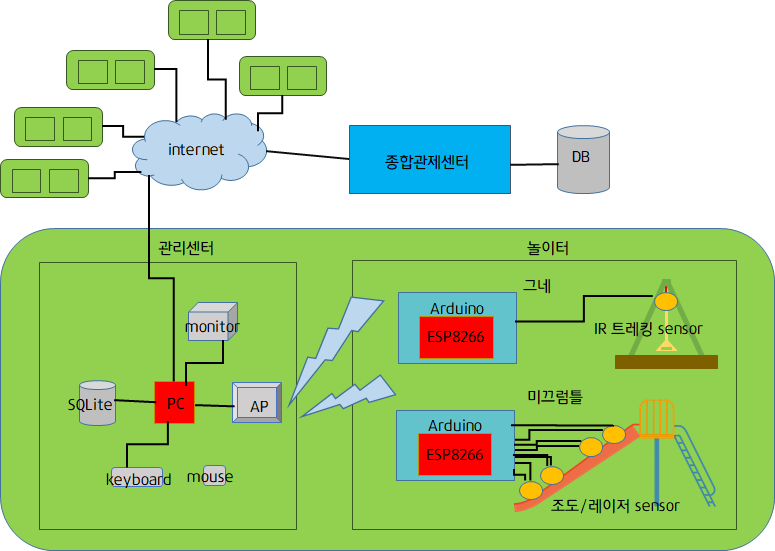 internet
종합관제센터
DB
관리센터
놀이터
그네
monitor
Arduino
ESP8266
IR 트레킹 sensor
SQLite
PC
AP
미끄럼틀
Arduino
ESP8266
keyboard
mouse
조도/레이저 sensor